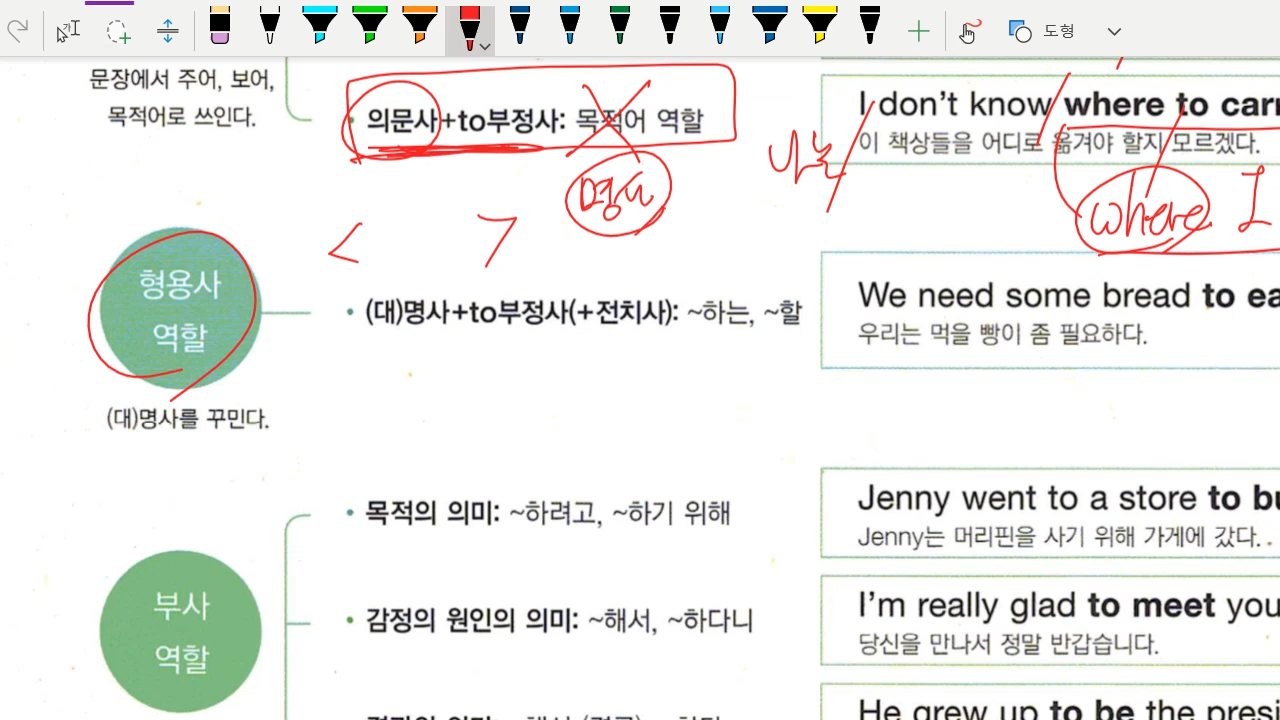 도형
문장에서 주어, 보어,
목적어로 쓰인다.
의문사+to부정사: 목적어 역할
명사
I don't know where to carr
이 책상들을 어디로 옮겨야 할지 모르겠다.
나는
where I
형용사
역할
(대)명사를 꾸민다.
< >
• (대)명사+to부정사(+전치사): ~하는, ~할
We need some bread to ea
우리는 먹을 빵이 좀 필요하다.
부사
역할
• 목적의 의미: ~하려고, ~하기 위해
Jenny went to a store to bu
Jenny는 머리핀을 사기 위해 가게에 갔다.
• 감정의 원인의 의미: ~해서, ~하다니
I'm really glad to meet you
당신을 만나서 정말 반갑습니다.
He grew up to be the presi